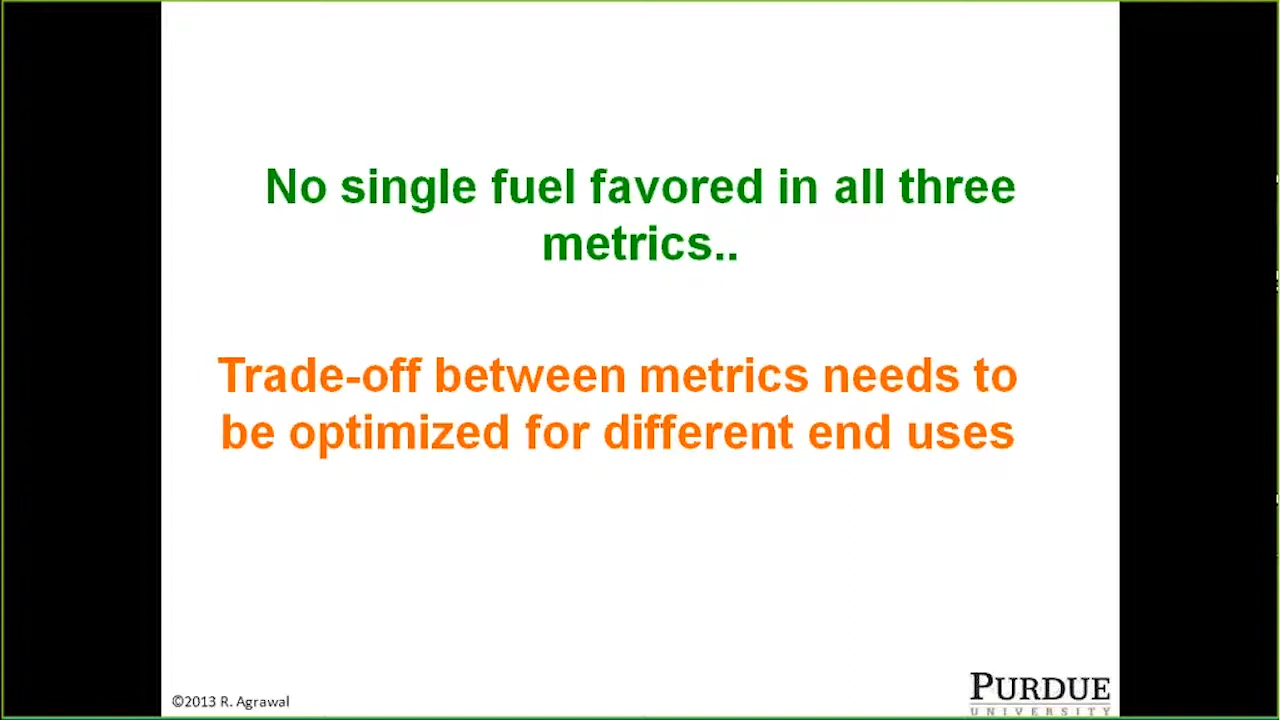 No single fuel favored in all three
metrics..
Trade-off between metrics needs to
be optimized for different end uses
©2013 R. Agrawal
PURDUE
UNIVERSITY